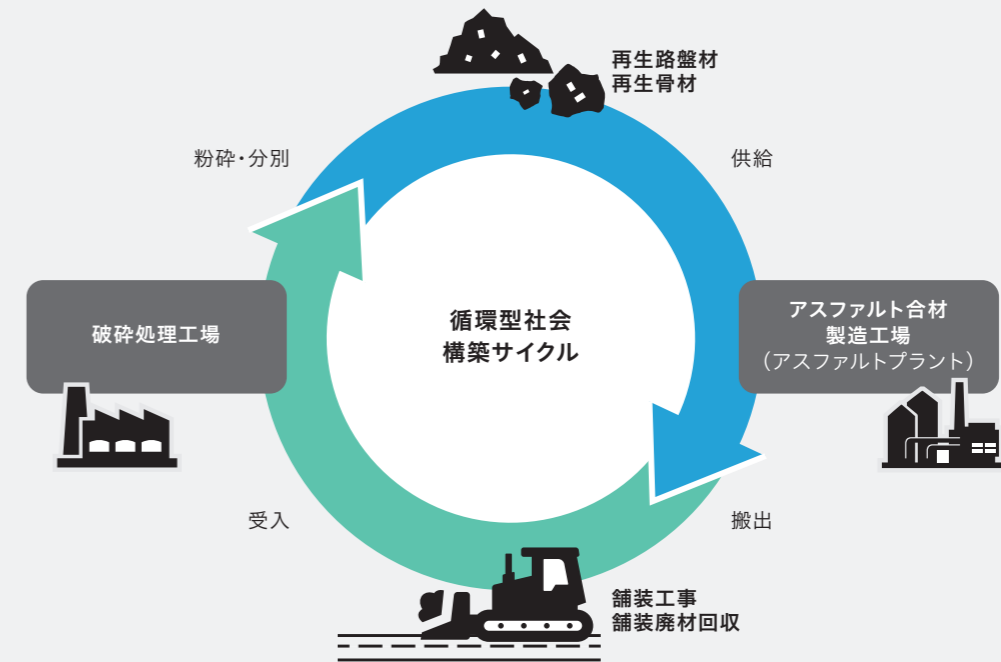 再生路盤材
再生骨材
粉砕・分別
供給
破砕処理工場
循環型社会
構築サイクル
アスファルト合材
製造工場
（アスファルトプラント）
受入
搬出
舗装工事
舗装廃材回収